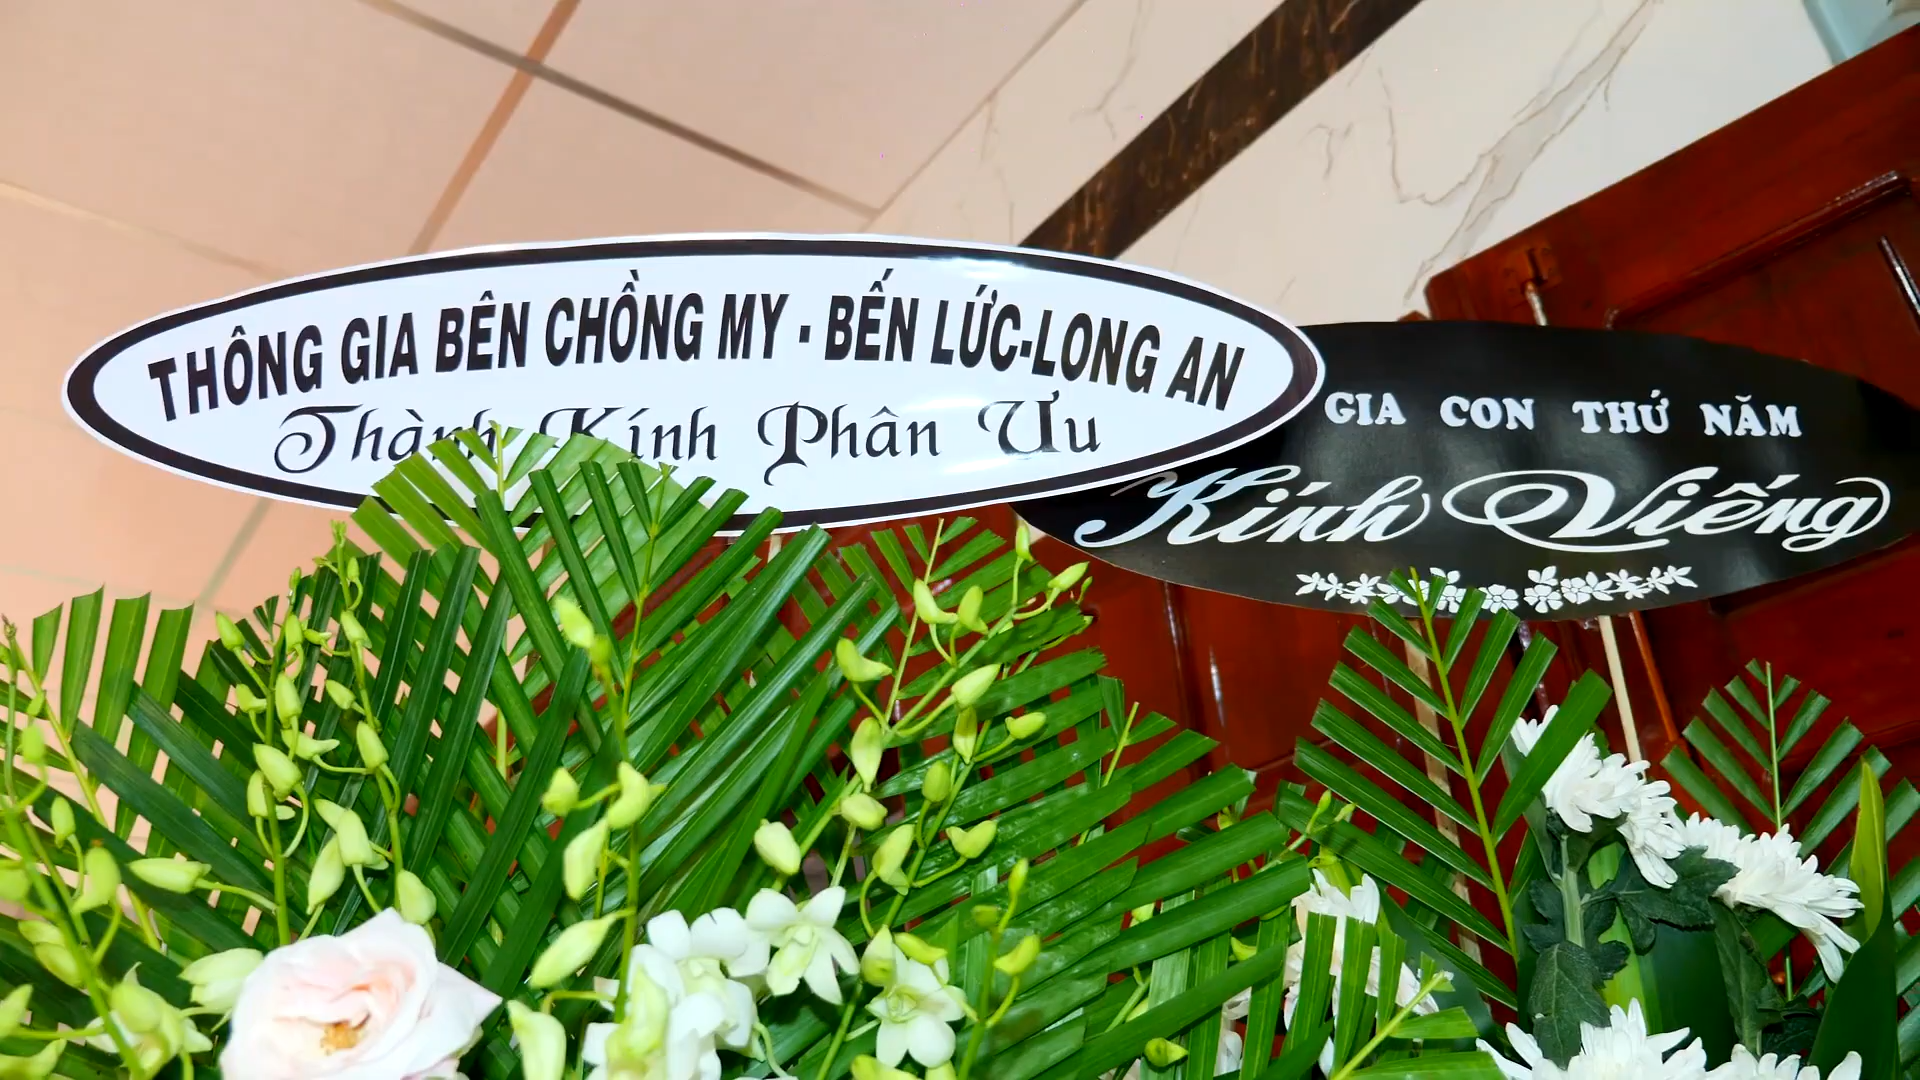 THÔNG GIA BÊN CHỒNG MY - BẾN LỨC-LONG AN
Thành Kính Phân Ưu
GIA CON THỨ NĂM
Kính Viếng